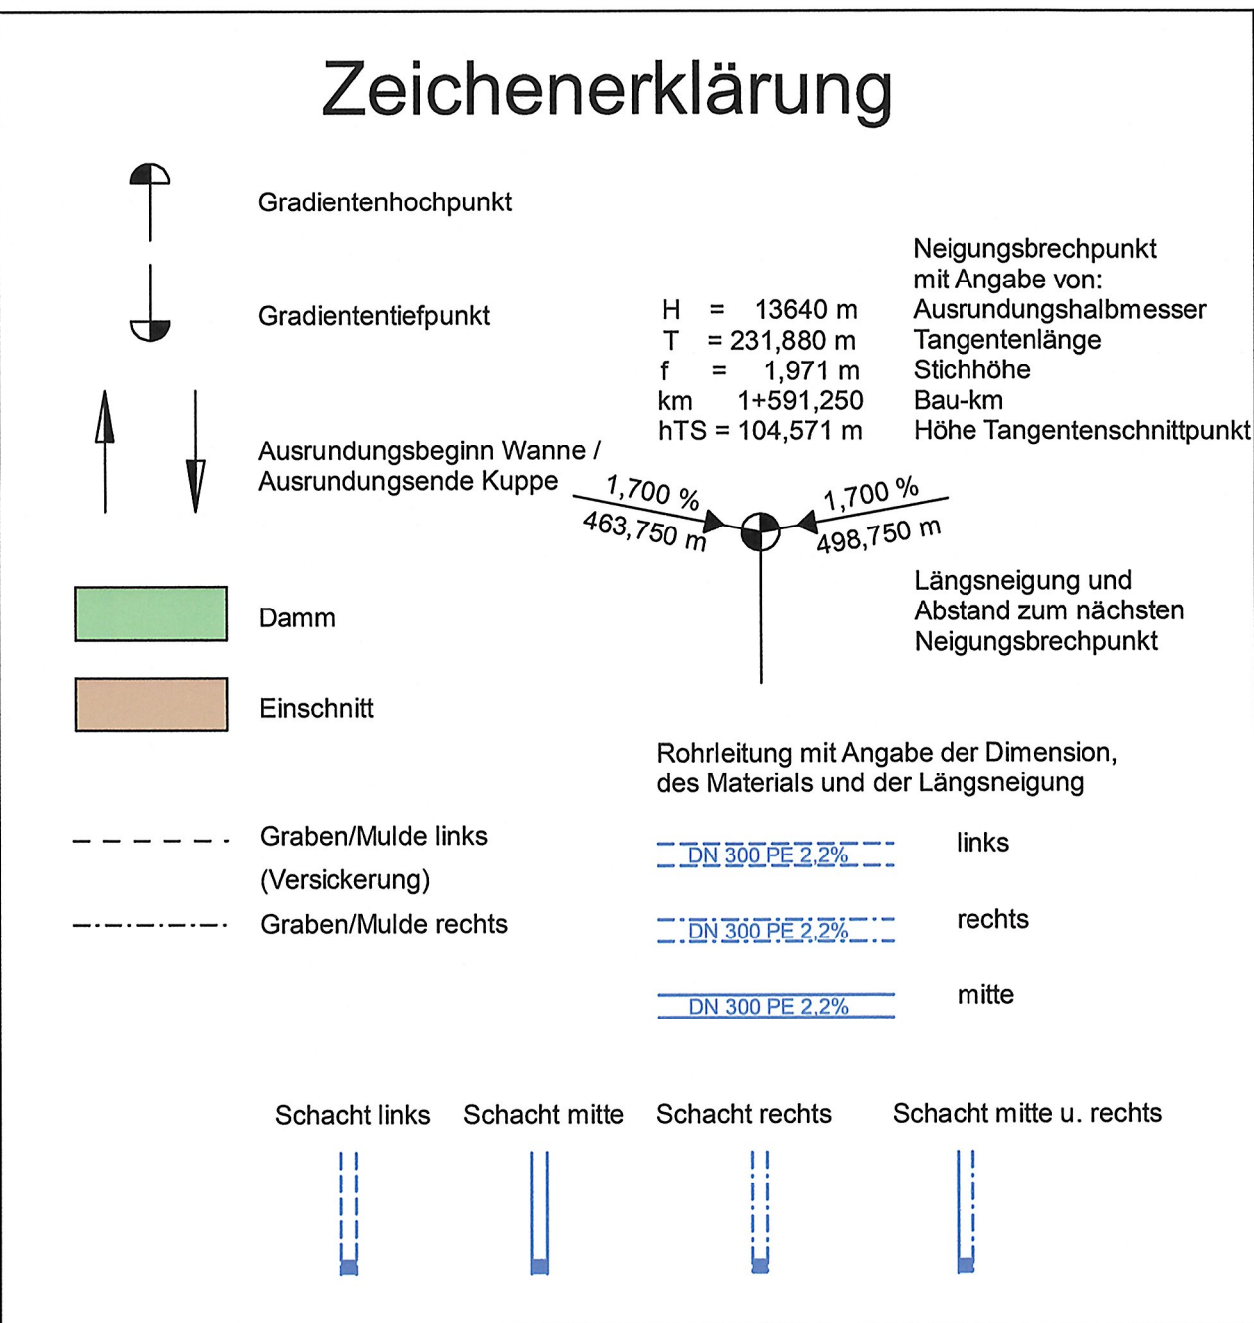 Zeichenerklärung
Gradientenhochpunkt
Gradiententiefpunkt
Ausrundungsbeginn Wanne /
Ausrundungsende Kuppe
Damm
Einschnitt
Graben/Mulde links
(Versickerung)
Graben/Mulde rechts
Neigungsbrechpunkt
mit Angabe von:
H = 13640 m Ausrundungshalbmesser
T = 231,880 m Tangentenlänge
f = 1,971 m Stichhöhe
km 1+591,250 Bau-km
hTS = 104,571 m Höhe Tangentenschnittpunkt
1,700 %
463,750 m
1,700 %
498,750 m
Längsneigung und
Abstand zum nächsten
Neigungsbrechpunkt
Rohrleitung mit Angabe der Dimension,
des Materials und der Längsneigung
DN 300 PE 2,2% links
DN 300 PE 2,2% rechts
DN 300 PE 2,2% mitte
Schacht links Schacht mitte Schacht rechts Schacht mitte u. rechts